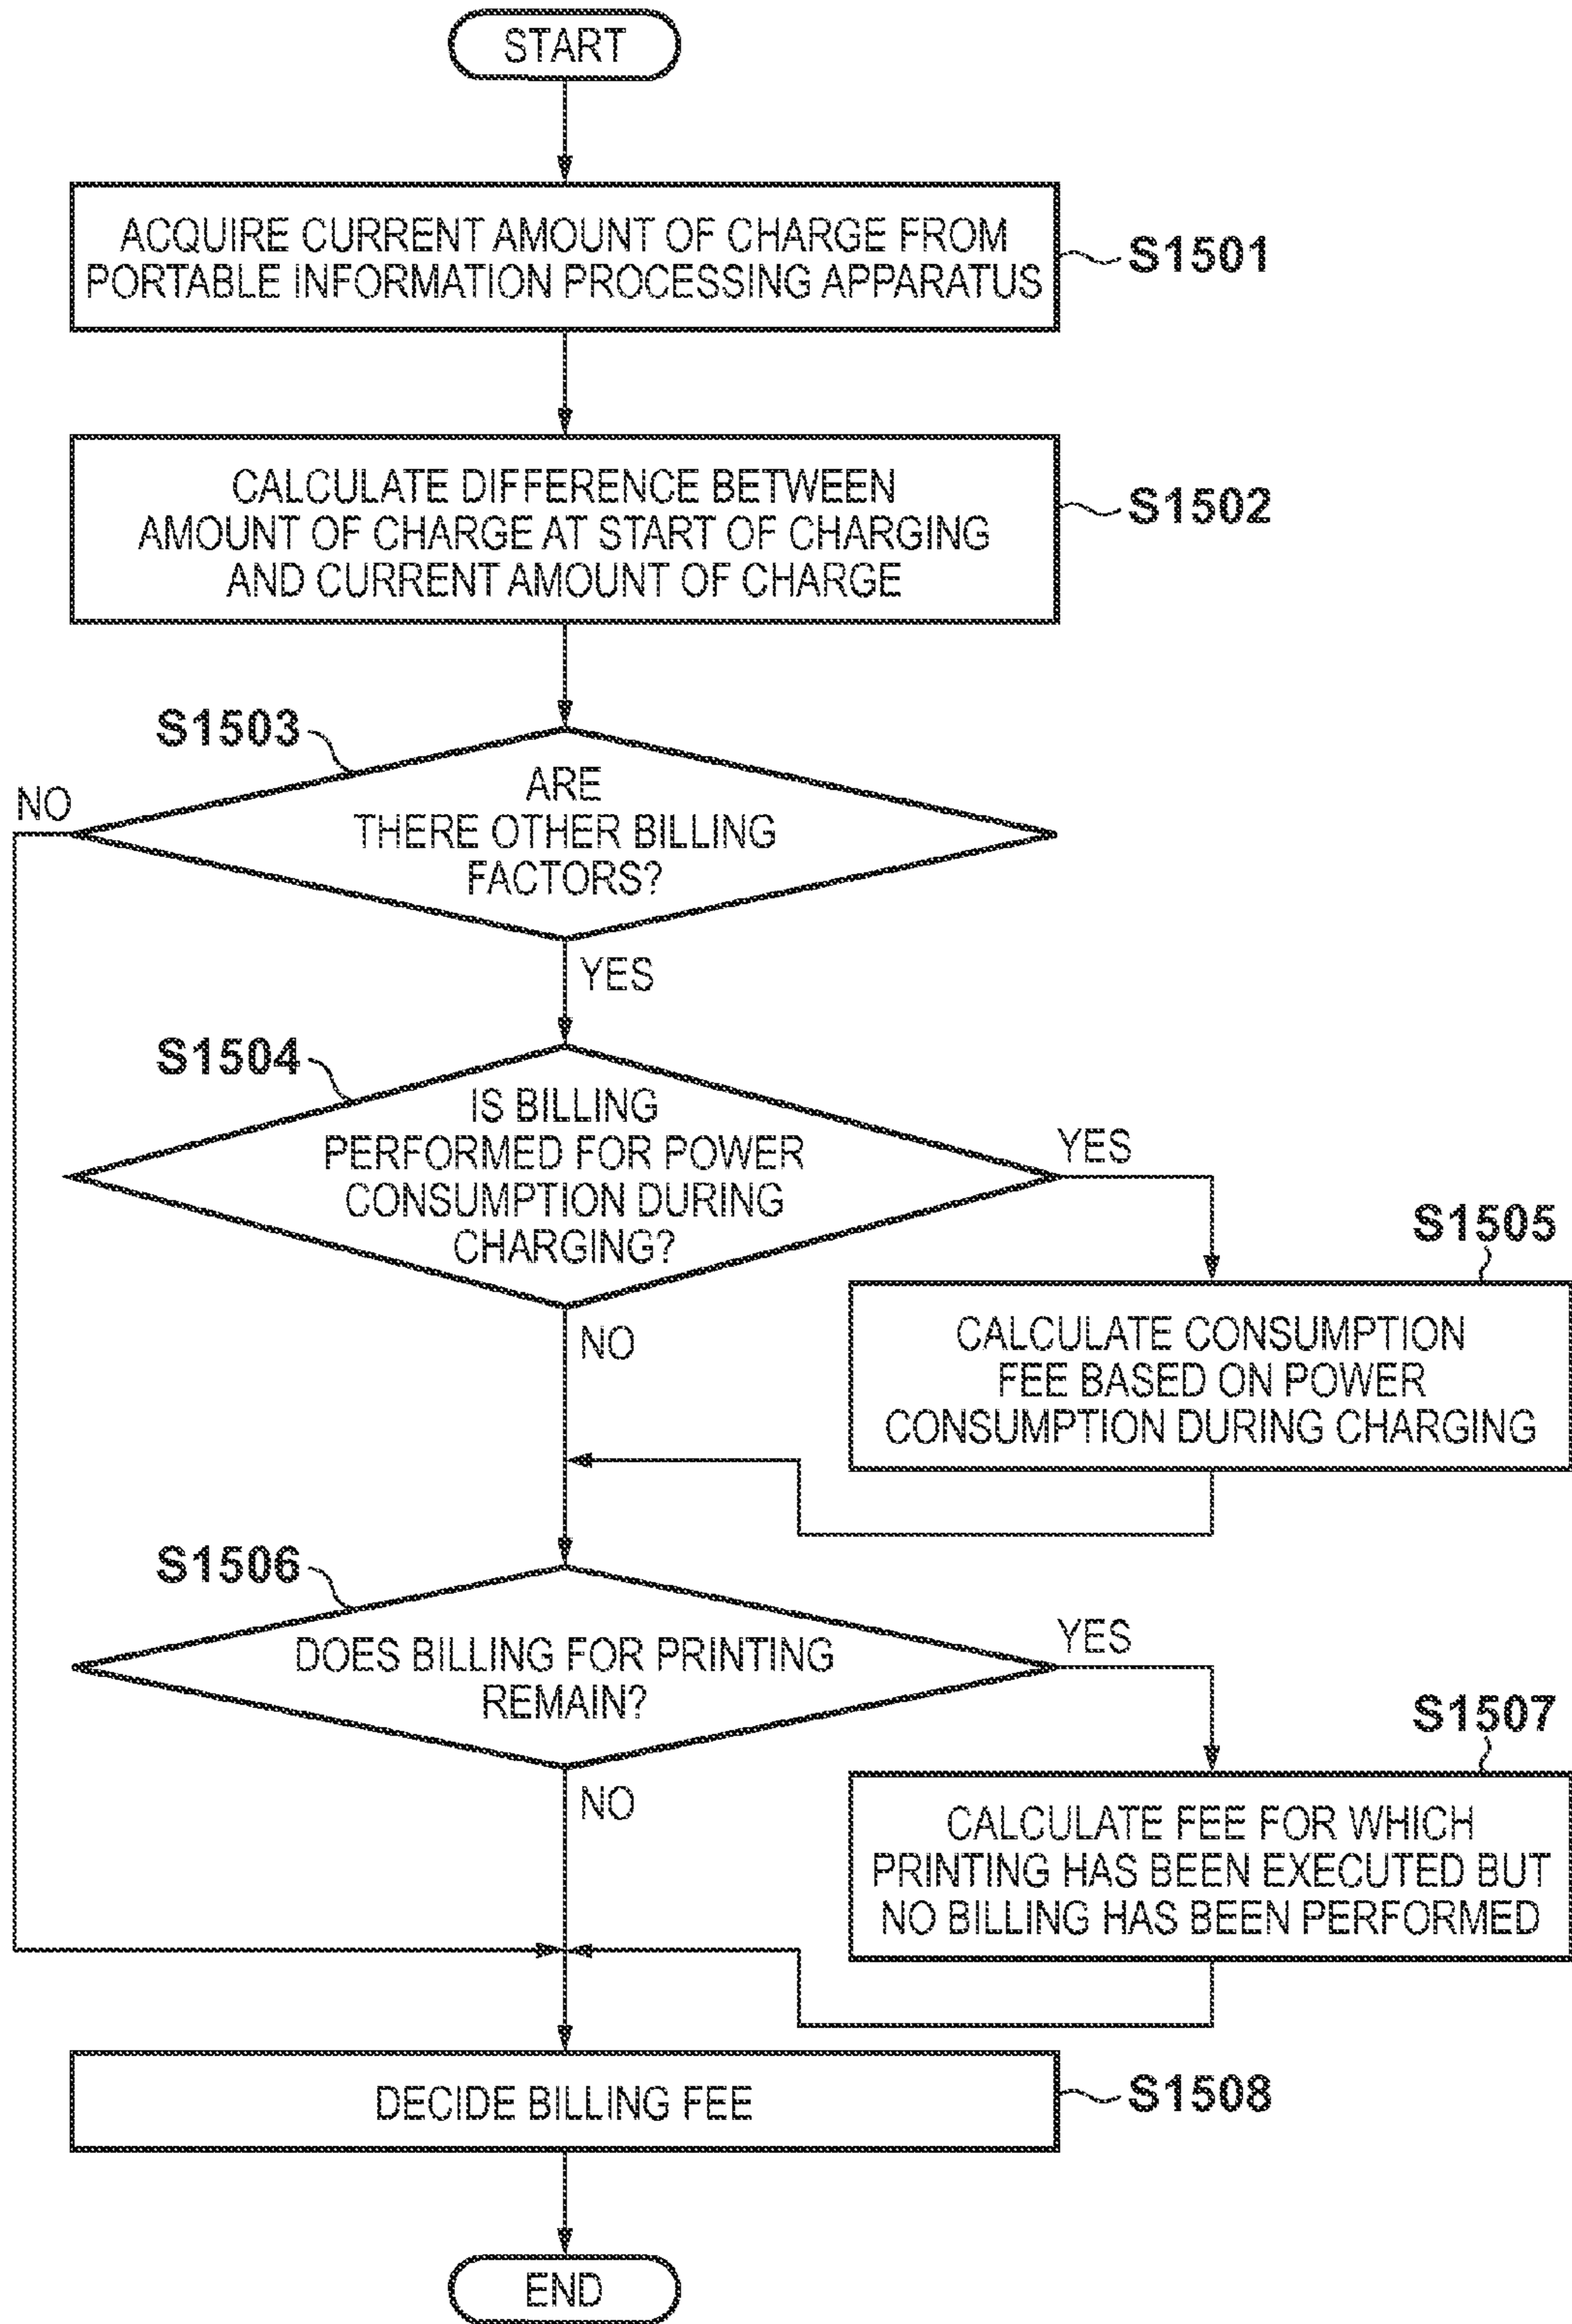 START
ACQUIRE CURRENT AMOUNT OF CHARGE FROM
PORTABLE INFORMATION PROCESSING APPARATUS
S1501
CALCULATE DIFFERENCE BETWEEN
AMOUNT OF CHARGE AT START OF CHARGING
AND CURRENT AMOUNT OF CHARGE
S1502
S1503
NO
ARE
THERE OTHER BILLING
FACTORS?
YES
S1504
IS BILLING
PERFORMED FOR POWER
CONSUMPTION DURING
CHARGING?
YES
NO
S1505
CALCULATE CONSUMPTION
FEE BASED ON POWER
CONSUMPTION DURING CHARGING
S1506
DOES BILLING FOR PRINTING
REMAIN?
YES
NO
S1507
CALCULATE FEE FOR WHICH
PRINTING HAS BEEN EXECUTED BUT
NO BILLING HAS BEEN PERFORMED
DECIDE BILLING FEE
S1508
END